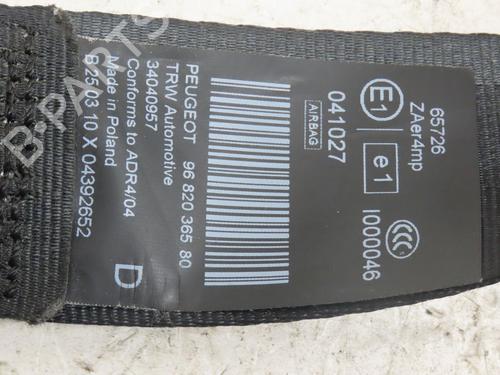 65726
ZAer4mp
E1
041027
AIRBAG
e1
I000046
CCC
PEUGEOT 96 820 365 80
TRW Automotive
34040957
Conforms to ADR4/04
Made in Poland
B 25 03 10 X 04392652
D
B-PARTS